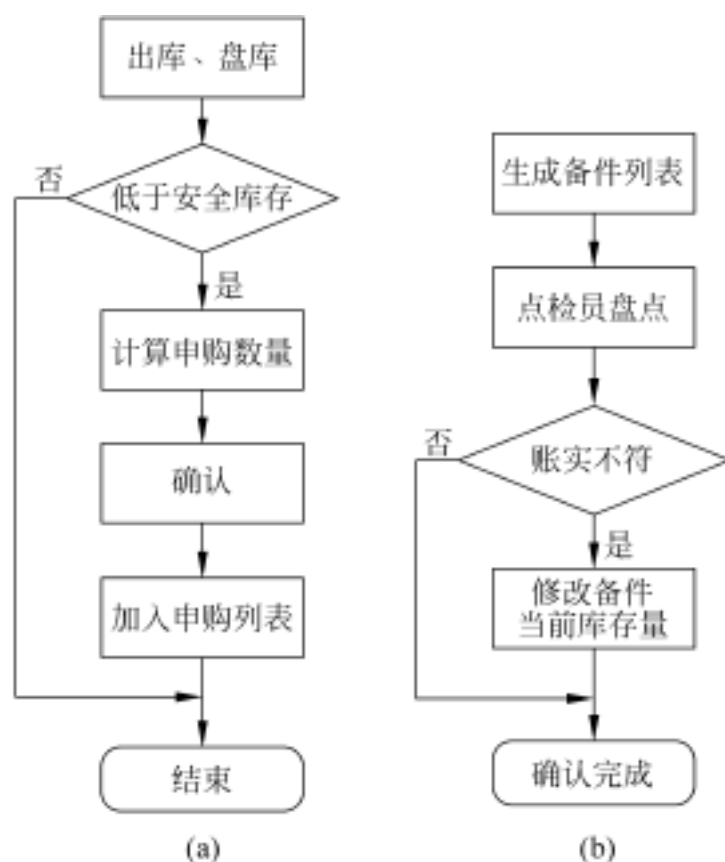 出库、盘库
否
低于安全库存
是
计算申购数量
确认
加入申购列表
结束
(a)
生成备件列表
点检员盘点
否
账实不符
是
修改备件
当前库存量
确认完成
(b)